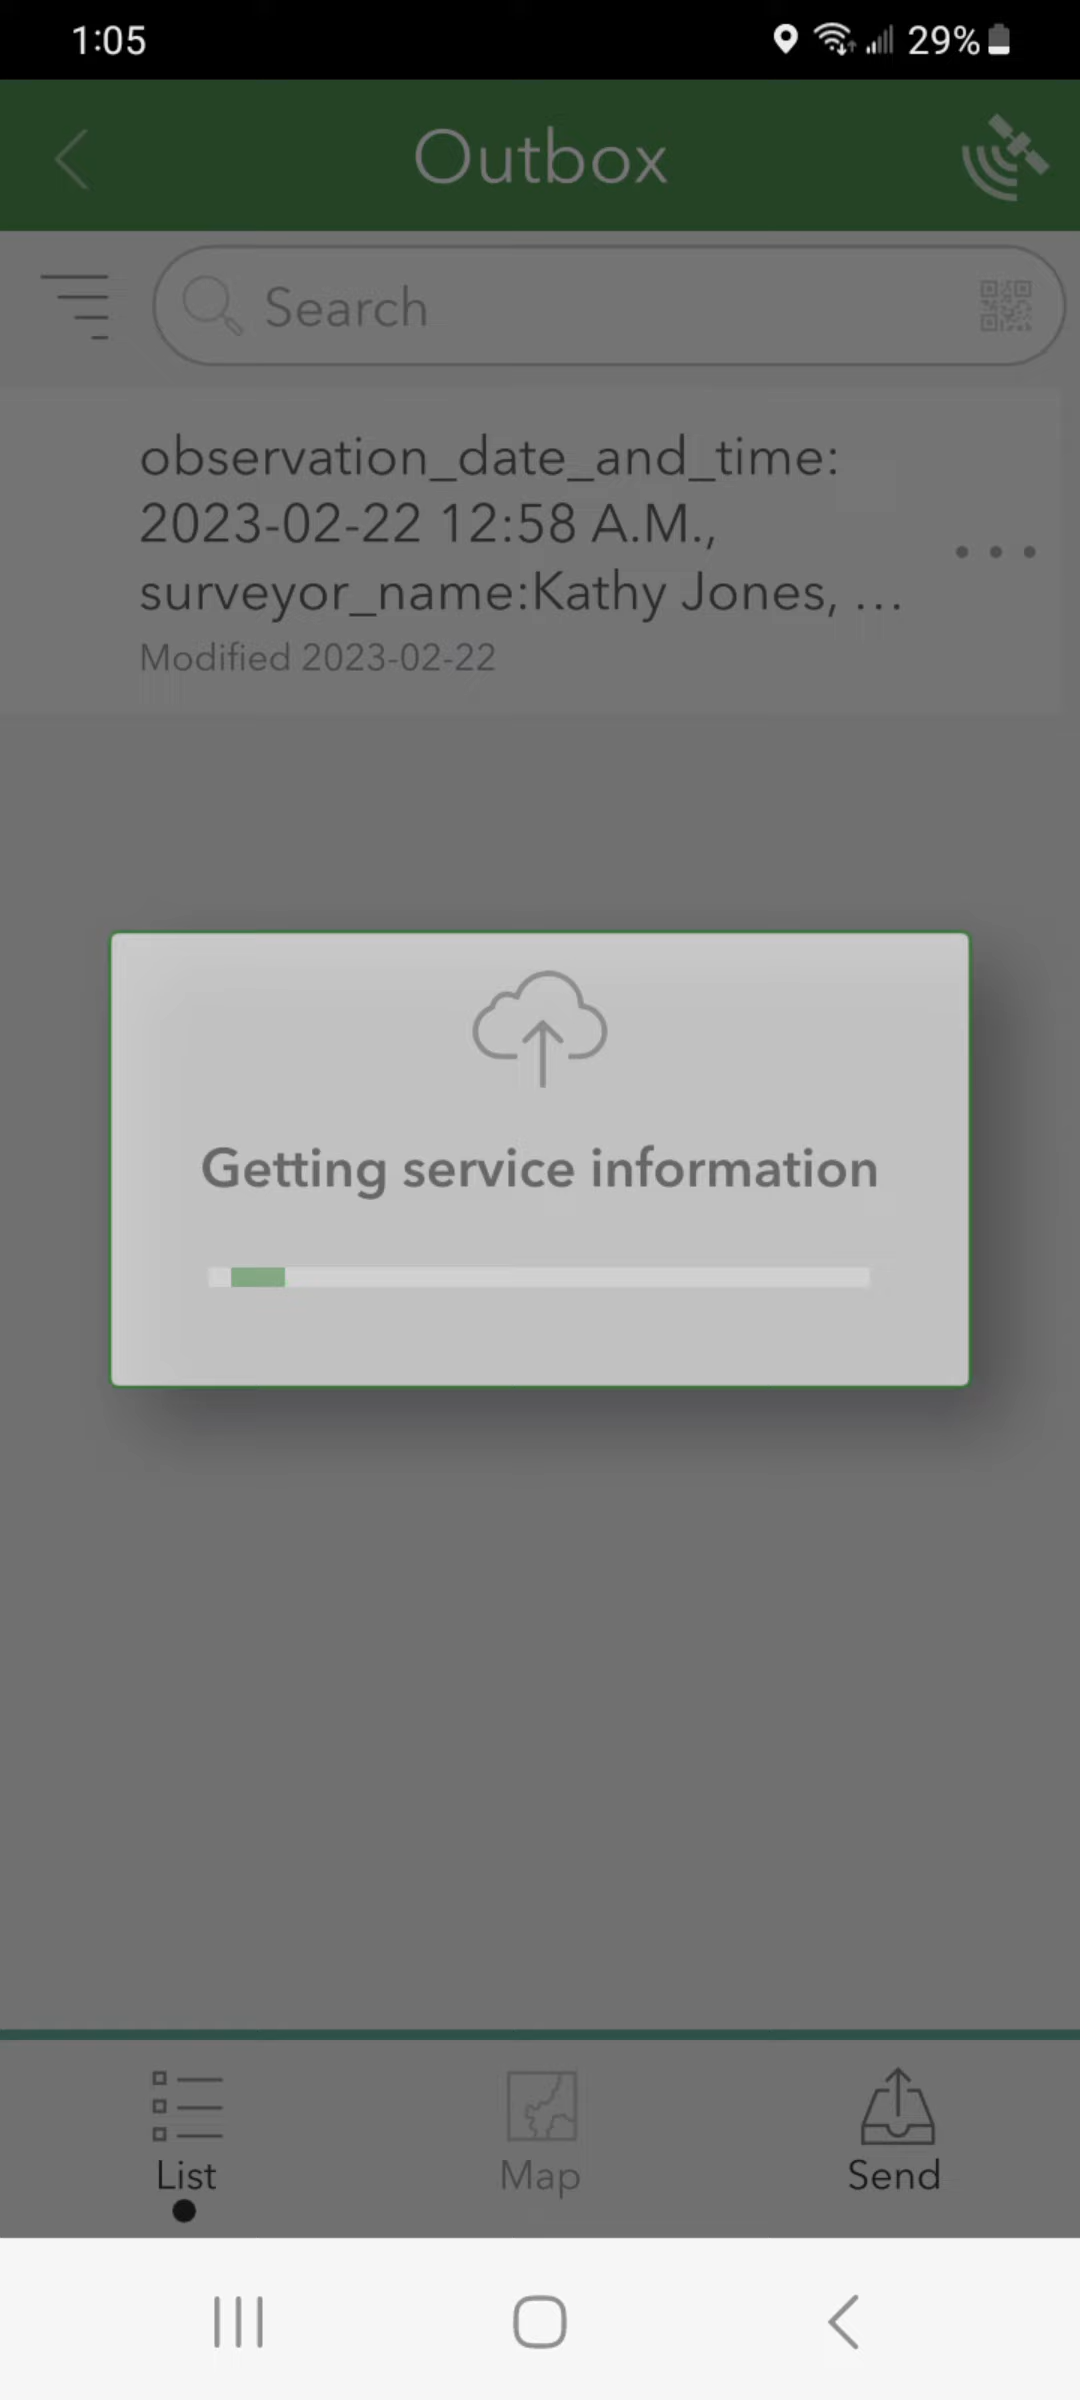 1:05
29%
Outbox
Search
observation_date_and_time:
2023-02-22 12:58 A.M.,
surveyor_name:Kathy Jones, ...
Modified 2023-02-22
Getting service information
List
Map
Send